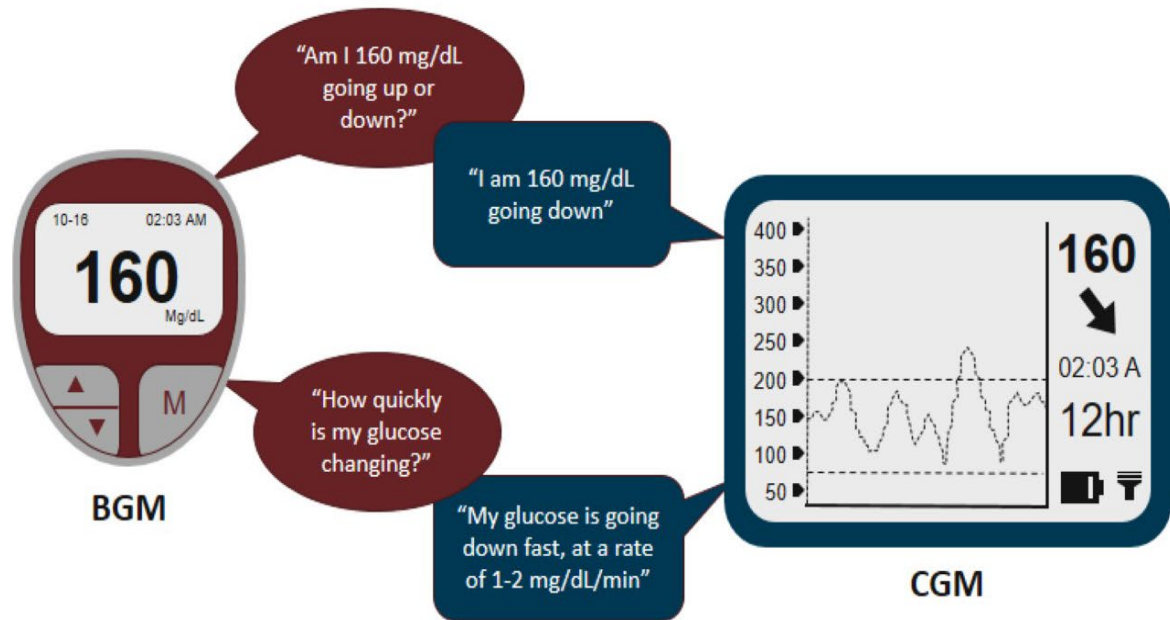 “Am I 160 mg/dL
going up or
down?”
“I am 160 mg/dL
going down”
10-16 02:03 AM
160
Mg/dL
M
BGM
“How quickly
is my glucose
changing?”
“My glucose is going
down fast, at a rate
of 1-2 mg/dL/min”
400
350
300
250
200
150
100
50
160
02:03 A
12hr
CGM